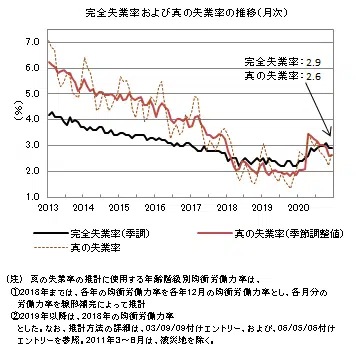 完全失業率および真の失業率の推移(月次)
7.0
6.0
5.0
4.0
3.0
2.0
1.0
(%)
完全失業率:2.9
真の失業率:2.6
2013 2014 2015 2016 2017 2018 2019 2020
完全失業率(季調) 真の失業率(季節調整値)
真の失業率
(注) 真の失業率の推計に使用する年齢階級別均衡労働力率は、
①2018年までは、各年の均衡労働力率を各年12月の均衡労働力率とし、各月分の
労働力率を線形補完によって推計
②2019年以降は、2018年の均衡労働力率
とした。なお、推計方法の詳細は、03/09/09付けエントリー、および、05/05/05付け
エントリーを参照。2011年3~8月は、被災地を除く。